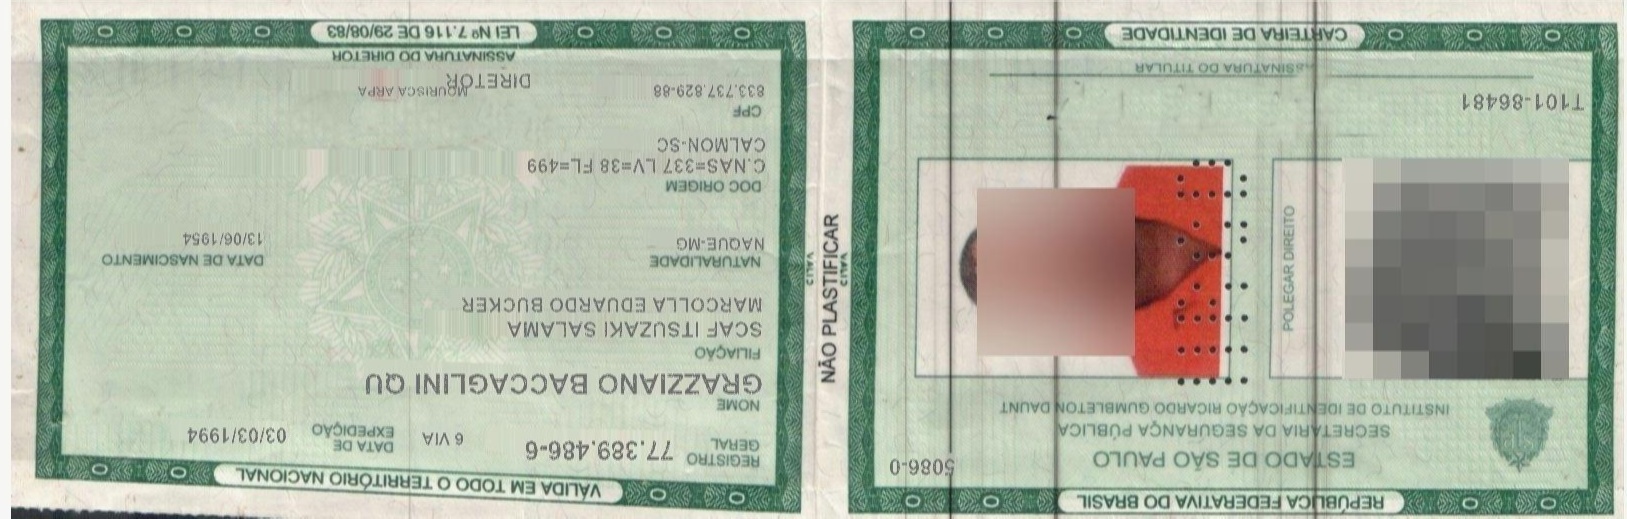 REPÚBLICA FEDERATIVA DO BRASIL
ESTADO DE SÃO PAULO
5086-0
SECRETARIA DA SEGURANÇA PÚBLICA
INSTITUTO DE IDENTIFICAÇÃO RICARDO GUMBLETON DAUNT
POLEGAR DIREITO
T101-86481
ASSINATURA DO TITULAR
CARTEIRA DE IDENTIDADE
NÃO PLASTIFICAR
VÁLIDA EM TODO O TERRITÓRIO NACIONAL
REGISTRO GERAL 77.389.486-6 6 VIA DATA DE EXPEDIÇÃO 03/03/1994
NOME
GRAZZIANO BACCAGLINI QU
FILIAÇÃO
SCAF ITSUZAKI SALAMA
MARCOLLA EDUARDO BUCKER
NATURALIDADE DATA DE NASCIMENTO
NAQUE-MG 13/06/1954
DOC ORIGEM
C.NAS=337 LV=38 FL=499
CALMON-SC
CPF
833.737.829-88 MOURISCA ARPA
DIRETOR
ASSINATURA DO DIRETOR
LEI Nº 7.116 DE 29/08/83